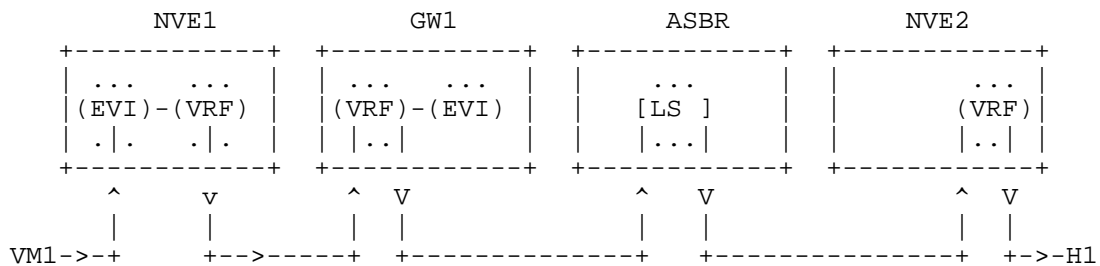 NVE1            GW1             ASBR            NVE2
      +------------+  +------------+  +------------+  +------------+
      |  ...   ... |  |  ...   ... |  |     ...    |  |        ... |
      |(EVI)-(VRF) |  |(VRF)-(EVI) |  |   [LS ]    |  |       (VRF)|
      | .|.   .|.  |  | |..|       |  |   |...|    |  |       |..| |
      +------------+  +------------+  +------------+  +------------+
         ^     v        ^  V              ^   V               ^  V
         |     |        |  |              |   |               |  |
  VM1->-+     +-->-----+  +--------------+   +---------------+  +->-H1